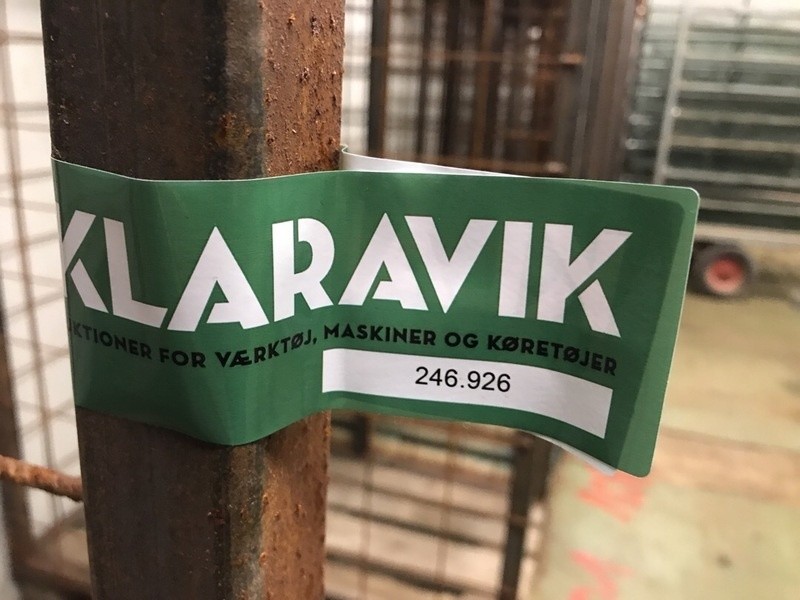 KLARAVIK
KTIONER FOR VÆRKTØJ, MASKINER OG KØRETØJER
246.926